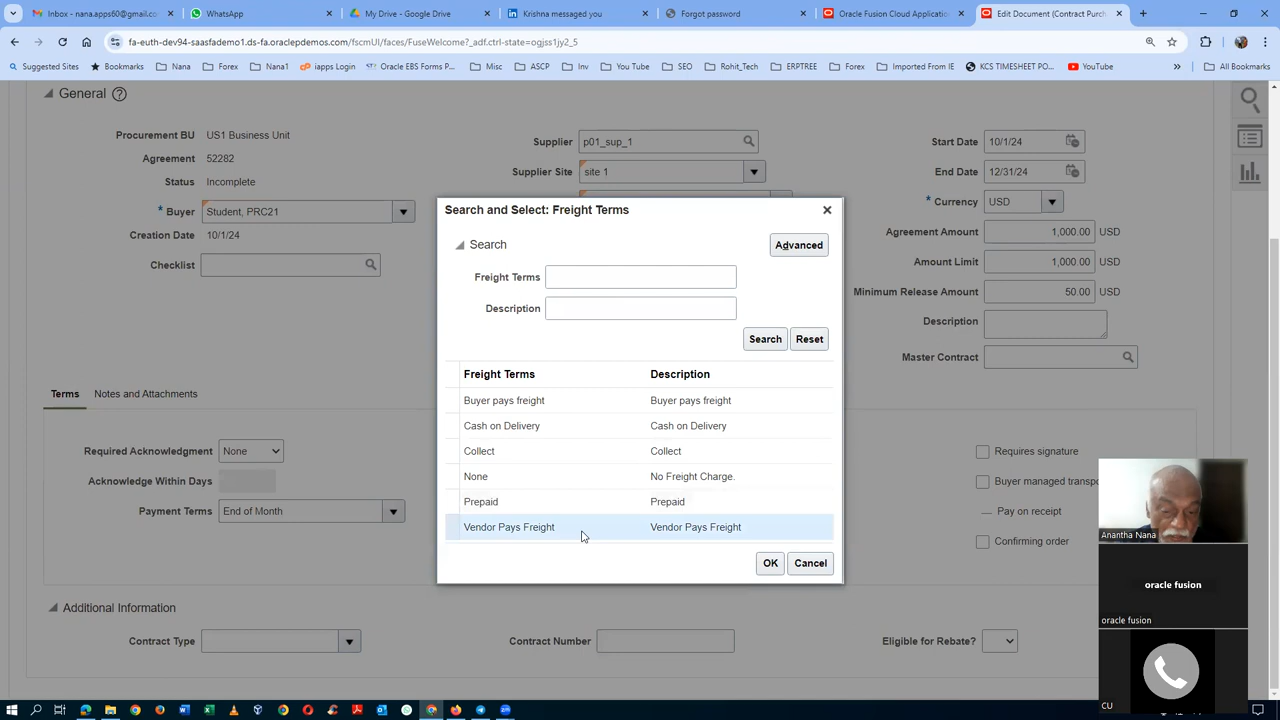 Inbox - nana.apps60@gmail.co
WhatsApp
My Drive - Google Drive
Krishna messaged you
Forgot password
Oracle Fusion Cloud Application
Edit Document (Contract Purch
fa-euth-dev94-saasfademo1.ds-fa.oraclepdemos.com/fscmUI/faces/FuseWelcome?_adf.ctrl-state=ogjss1jy2_5
Suggested Sites
Bookmarks
Nana
Forex
Nana1
iapps Login
Oracle EBS Forms P...
Misc
ASCP
Inv
You Tube
SEO
Rohit_Tech
ERPTREE
Forex
Imported From IE
KCS TIMESHEET PO...
YouTube
»
All Bookmarks
General
Procurement BU US1 Business Unit
Agreement 52282
Status Incomplete
* Buyer Student, PRC21
Creation Date 10/1/24
Checklist
Supplier p01_sup_1
Supplier Site site 1
Start Date 10/1/24
End Date 12/31/24
* Currency USD
Agreement Amount 1,000.00 USD
Amount Limit 1,000.00 USD
Minimum Release Amount 50.00 USD
Description
Master Contract
Search and Select: Freight Terms
Search
Advanced
Freight Terms
Description
Search Reset
Freight Terms Description
Buyer pays freight Buyer pays freight
Cash on Delivery Cash on Delivery
Collect Collect
None No Freight Charge.
Prepaid Prepaid
Vendor Pays Freight Vendor Pays Freight
OK Cancel
Terms Notes and Attachments
Required Acknowledgment None
Acknowledge Within Days
Payment Terms End of Month
Requires signature
Buyer managed transpo
Pay on receipt
Confirming order
Additional Information
Contract Type
Contract Number
Eligible for Rebate?
Anantha Nana
oracle fusion
oracle fusion
CU